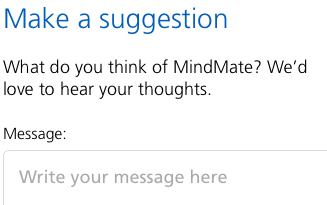 Make a suggestion
What do you think of MindMate? We’d
love to hear your thoughts.
Message:
Write your message here